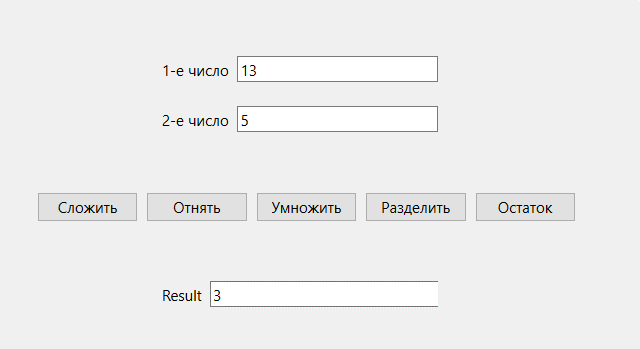 1-е число 13
2-е число 5
Сложить Отнять Умножить Разделить Остаток
Result 3